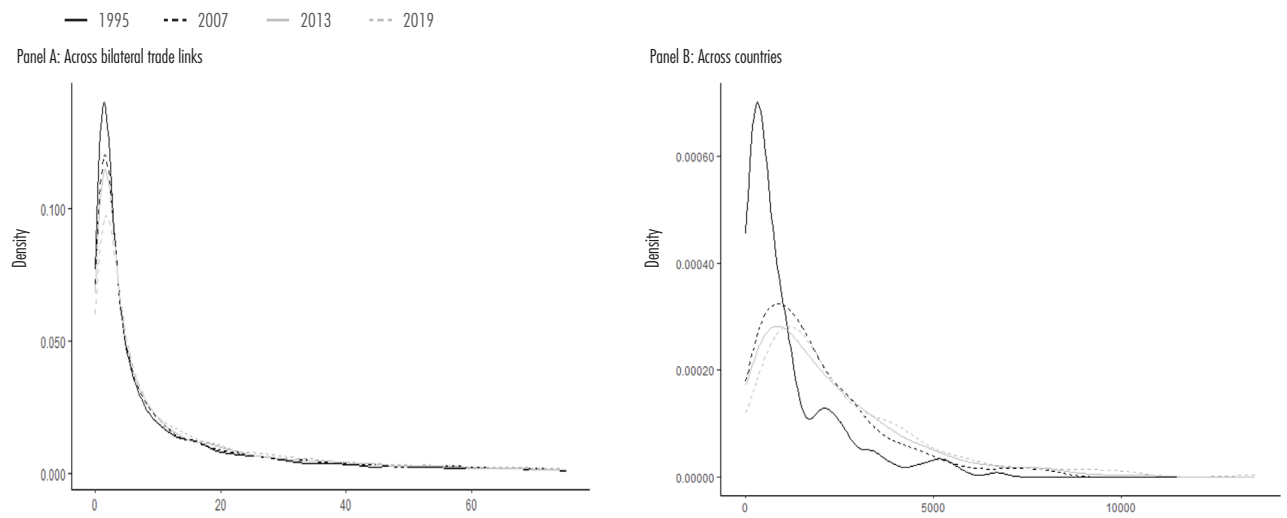 1995 2007 2013 2019
Panel A: Across bilateral trade links
Panel B: Across countries
Density
0.100
0.050
0.000
0 20 40 60
Density
0.00060
0.00040
0.00020
0.00000
0 5000 10000